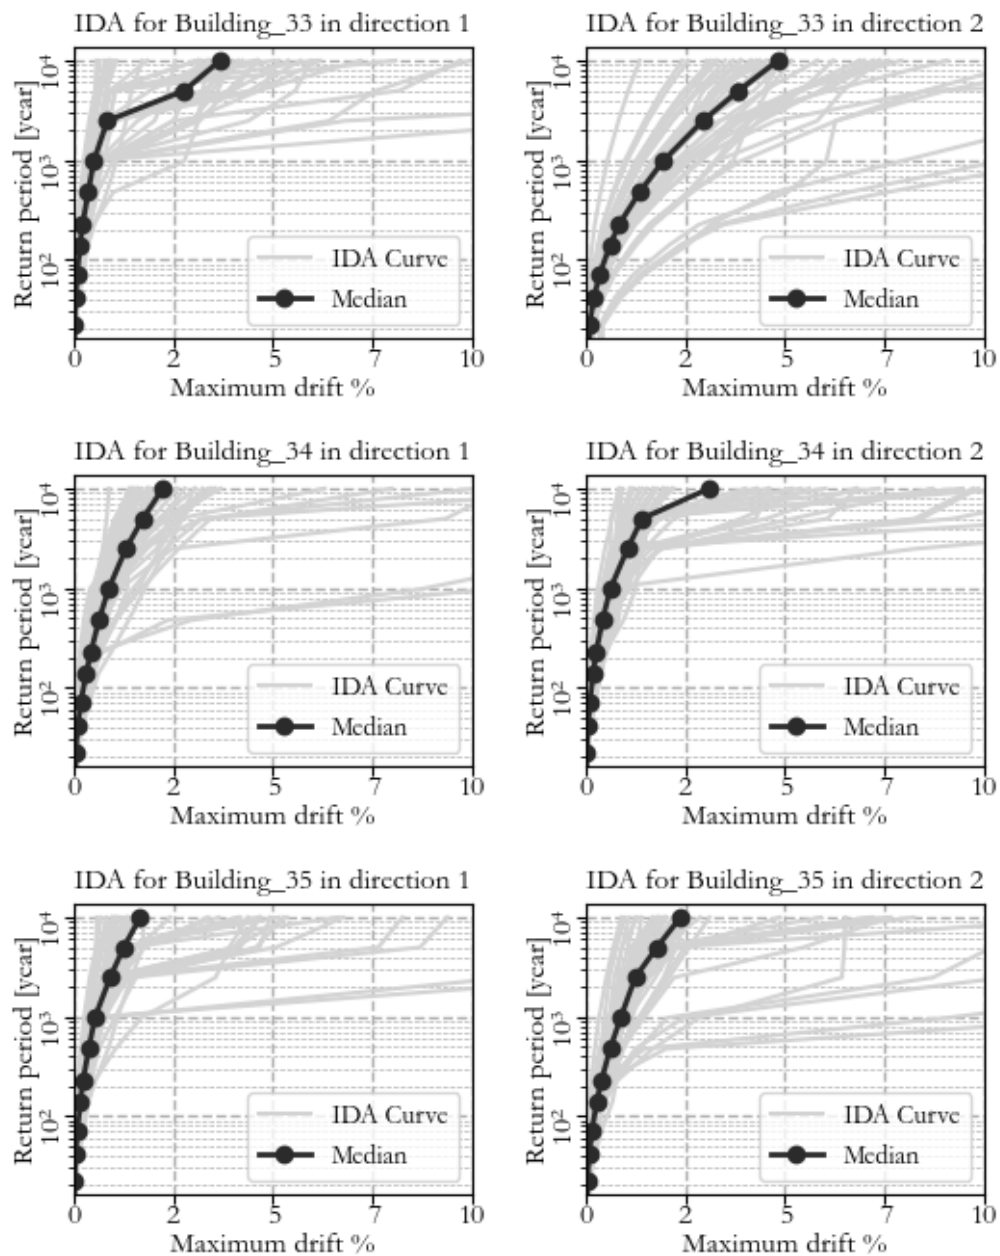 IDA for Building_33 in direction 1
Return period [year]
10⁴
10³
10²
IDA Curve
Median
0 2 5 7 10
Maximum drift %
IDA for Building_33 in direction 2
Return period [year]
10⁴
10³
10²
IDA Curve
Median
0 2 5 7 10
Maximum drift %
IDA for Building_34 in direction 1
Return period [year]
10⁴
10³
10²
IDA Curve
Median
0 2 5 7 10
Maximum drift %
IDA for Building_34 in direction 2
Return period [year]
10⁴
10³
10²
IDA Curve
Median
0 2 5 7 10
Maximum drift %
IDA for Building_35 in direction 1
Return period [year]
10⁴
10³
10²
IDA Curve
Median
0 2 5 7 10
Maximum drift %
IDA for Building_35 in direction 2
Return period [year]
10⁴
10³
10²
IDA Curve
Median
0 2 5 7 10
Maximum drift %